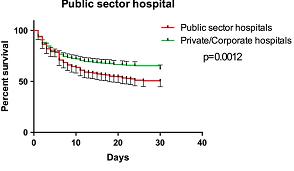 Public sector hospital
Public sector hospitals
Private/Corporate hospitals
p=0.0012
Percent survival
100
50
0
0
10
20
30
40
Days